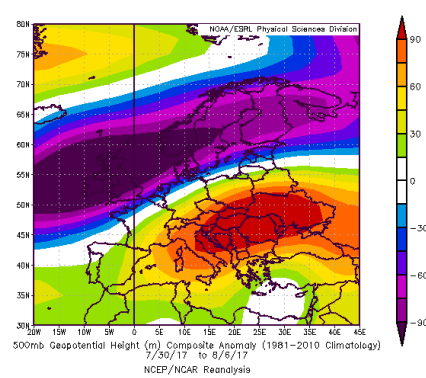 NOAA/ESRL Physical Sciences Division
80N
75N
70N
65N
60N
55N
50N
45N
40N
35N
30N
20W 15W 10W 5W 0 5E 10E 15E 20E 25E 30E 35E 40E 45E
90
60
30
0
-30
-60
-90
500mb Geopotential Height (m) Composite Anomaly (1981-2010 Climatology)
7/30/17 to 8/6/17
NCEP/NCAR Reanalysis